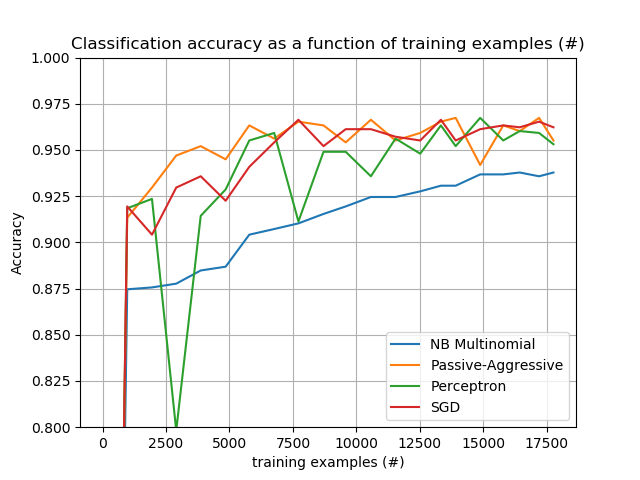 Classification accuracy as a function of training examples (#)
1.000
0.975
0.950
0.925
0.900
0.875
0.850
0.825
0.800
Accuracy
NB Multinomial
Passive-Aggressive
Perceptron
SGD
0 2500 5000 7500 10000 12500 15000 17500
training examples (#)